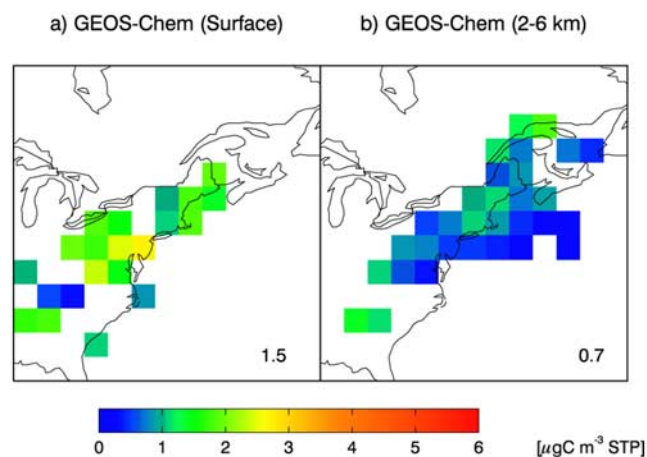 a) GEOS-Chem (Surface)
b) GEOS-Chem (2-6 km)
1.5
0.7
0 1 2 3 4 5 6
[µgC m⁻³ STP]